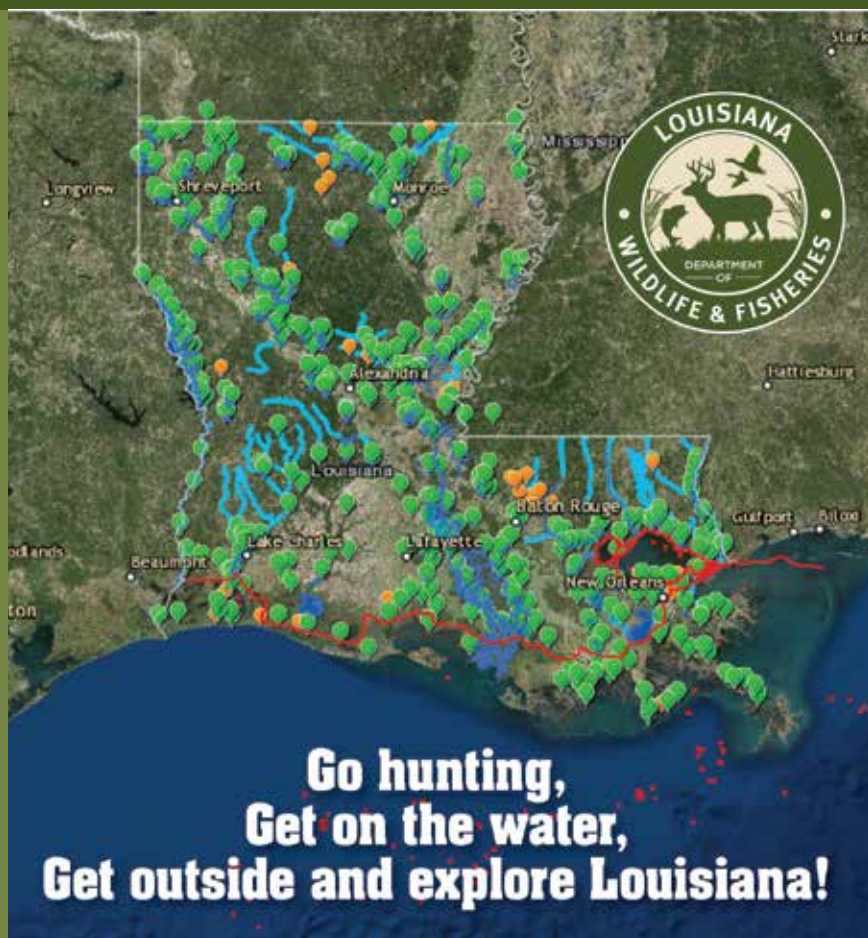 Stark
LOUISIANA
DEPARTMENT
OF
WILDLIFE & FISHERIES
Mississipp
Longview
Shreveport
Monroe
Hattiesburg
Alexandria
Louisiana
Baton Rouge
Gulfport
Biloxi
Lake Charles
Lafayette
odlands
Beaumont
New Orleans
ton
Go hunting,
Get on the water,
Get outside and explore Louisiana!